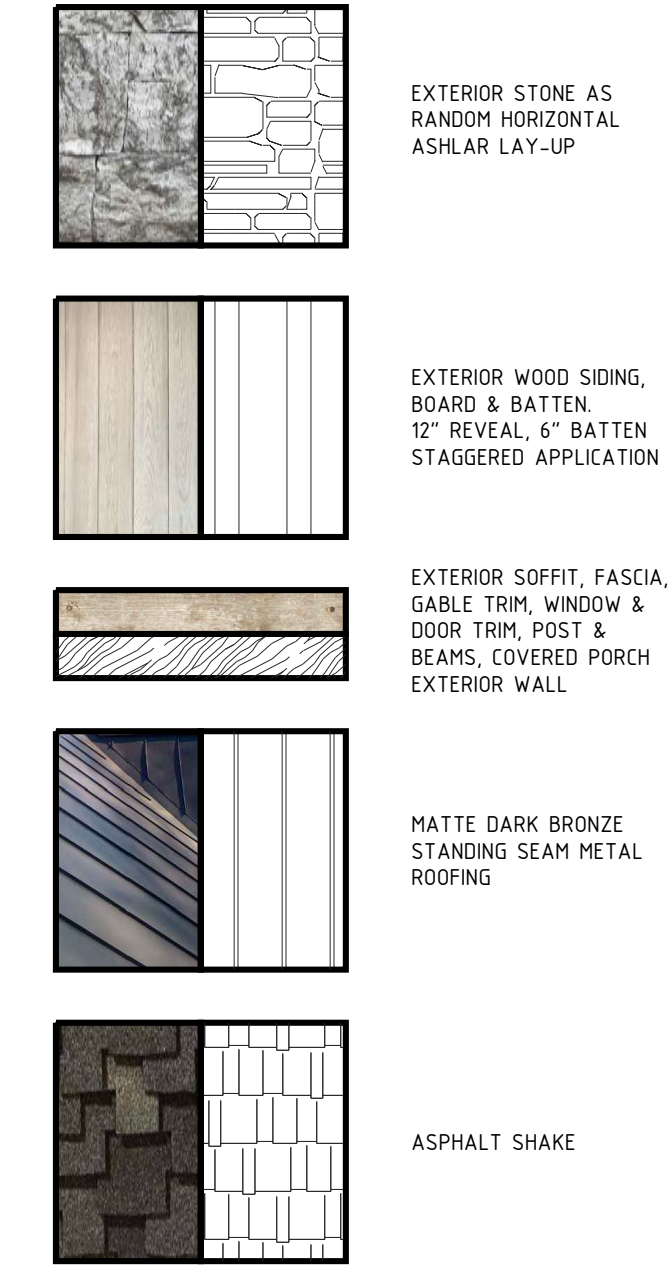 EXTERIOR STONE AS
RANDOM HORIZONTAL
ASHLAR LAY-UP
EXTERIOR WOOD SIDING,
BOARD & BATTEN.
12" REVEAL, 6" BATTEN
STAGGERED APPLICATION
EXTERIOR SOFFIT, FASCIA,
GABLE TRIM, WINDOW &
DOOR TRIM, POST &
BEAMS, COVERED PORCH
EXTERIOR WALL
MATTE DARK BRONZE
STANDING SEAM METAL
ROOFING
ASPHALT SHAKE